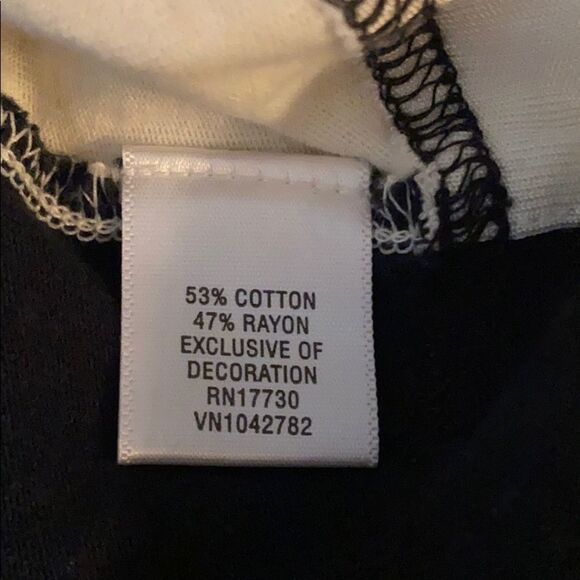 53% COTTON
47% RAYON
EXCLUSIVE OF
DECORATION
RN17730
VN1042782